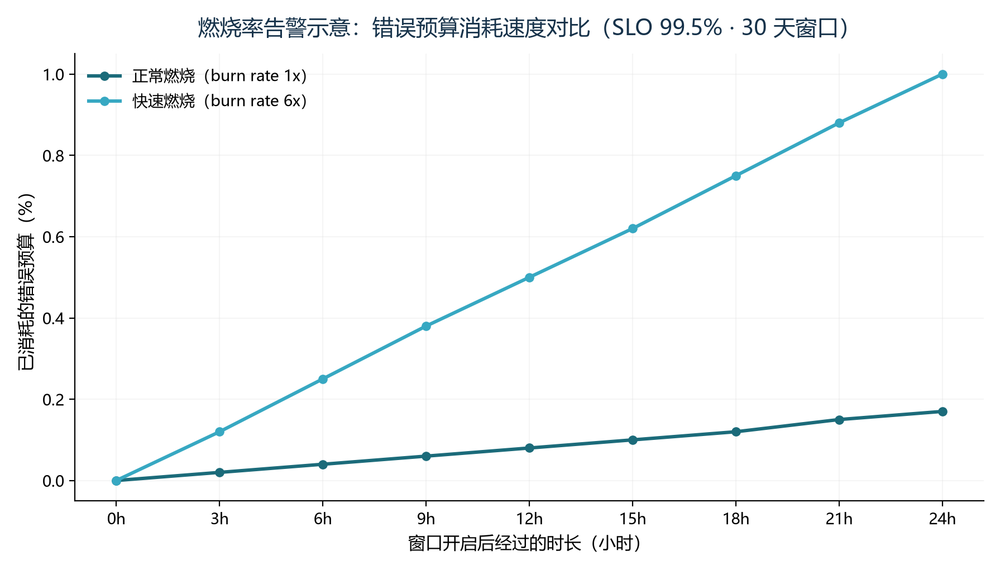 燃烧率告警示意：错误预算消耗速度对比（SLO 99.5% · 30 天窗口）
正常燃烧（burn rate 1x）
快速燃烧（burn rate 6x）
已消耗的错误预算（%）
1.0
0.8
0.6
0.4
0.2
0.0
0h 3h 6h 9h 12h 15h 18h 21h 24h
窗口开启后经过的时长（小时）